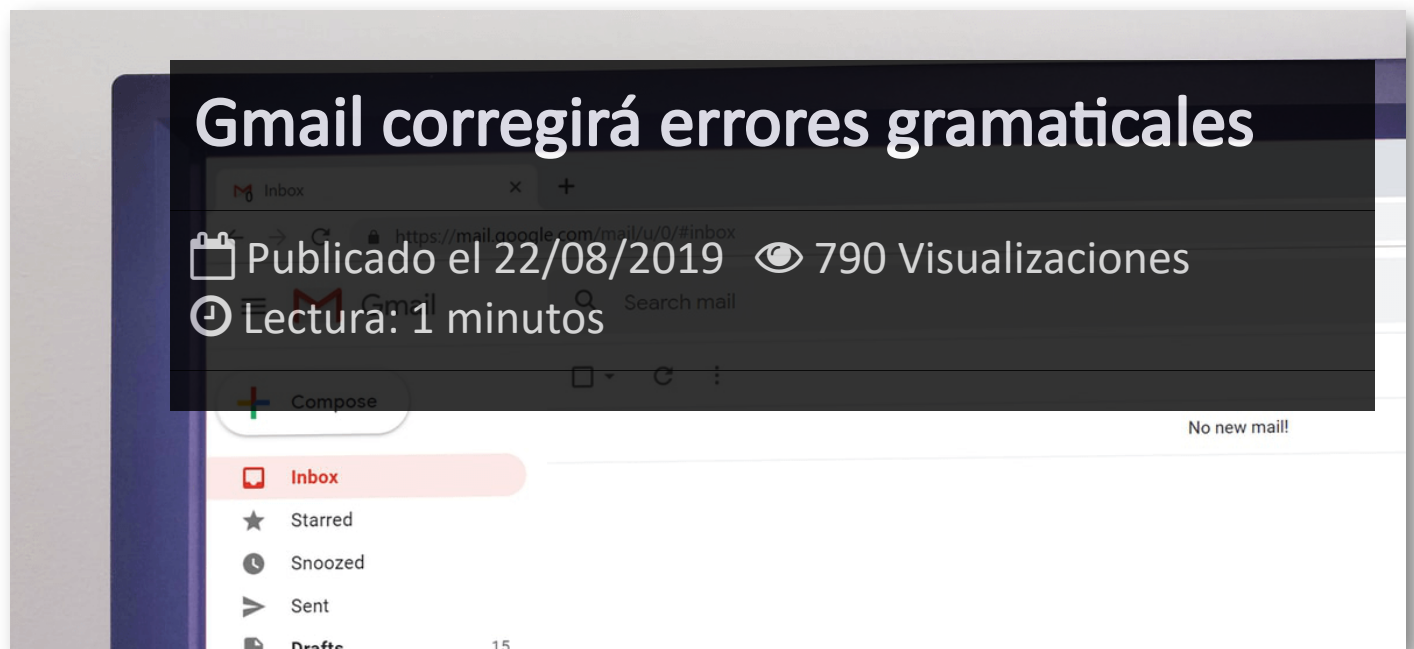 Gmail corregirá errores gramaticales
Inbox
https://mail.google.com/mail/u/0/#inbox
Publicado el 22/08/2019 790 Visualizaciones
Gmail Search mail
Lectura: 1 minutos
Compose
No new mail!
Inbox
Starred
Snoozed
Sent
Drafts 15